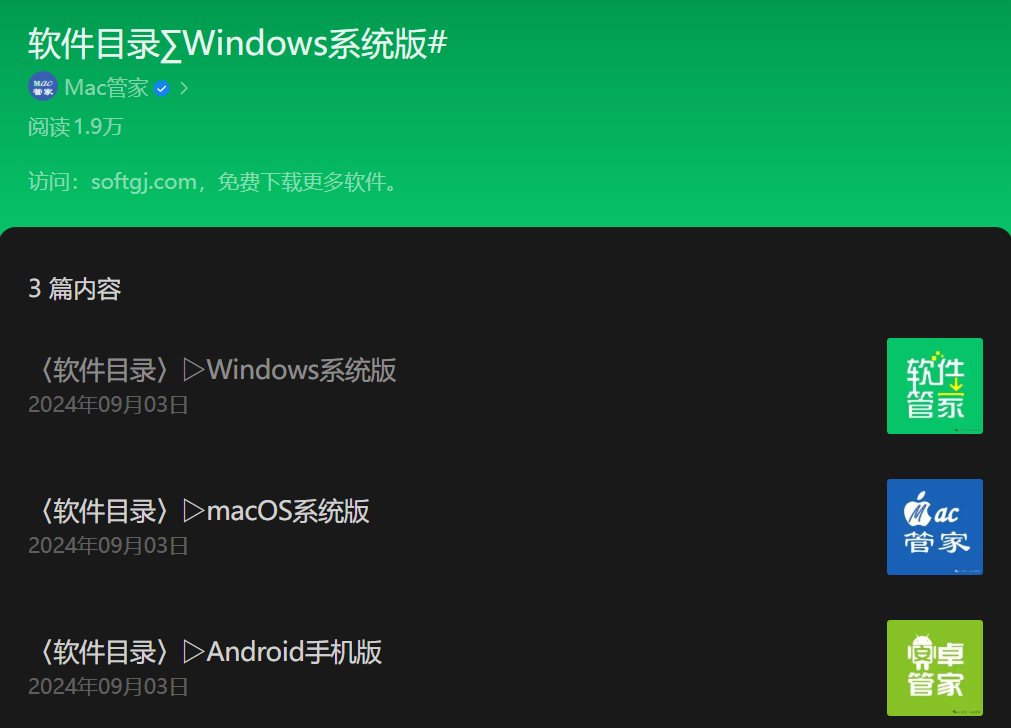 软件目录∑Windows系统版#
Mac
管家
Mac管家
阅读1.9万
访问：softgj.com，免费下载更多软件。
3 篇内容
〈软件目录〉▷Windows系统版
2024年09月03日
软件
管家
〈软件目录〉▷macOS系统版
2024年09月03日
Mac
管家
〈软件目录〉▷Android手机版
2024年09月03日
安卓
管家